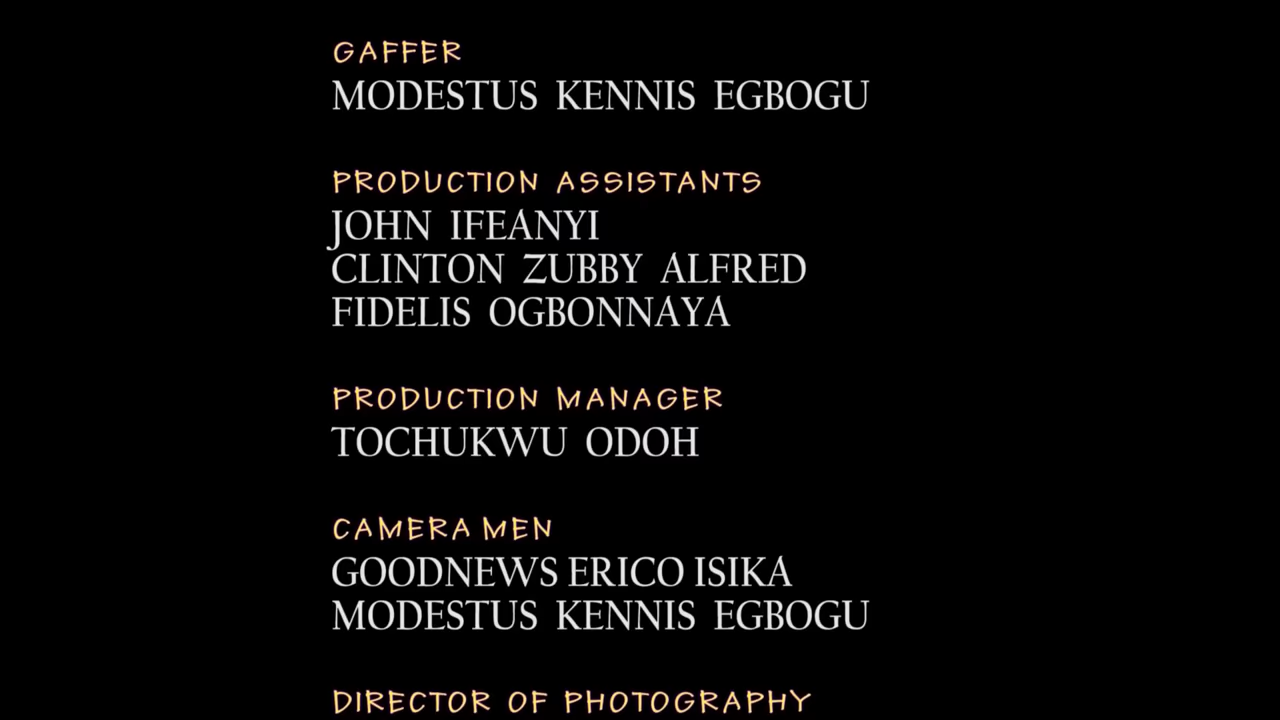 GAFFER
MODESTUS KENNIS EGBOGU
PRODUCTION ASSISTANTS
JOHN IFEANYI
CLINTON ZUBBY ALFRED
FIDELIS OGBONNAYA
PRODUCTION MANAGER
TOCHUKWU ODOH
CAMERA MEN
GOODNEWS ERICO ISIKA
MODESTUS KENNIS EGBOGU
DIRECTOR OF PHOTOGRAPHY